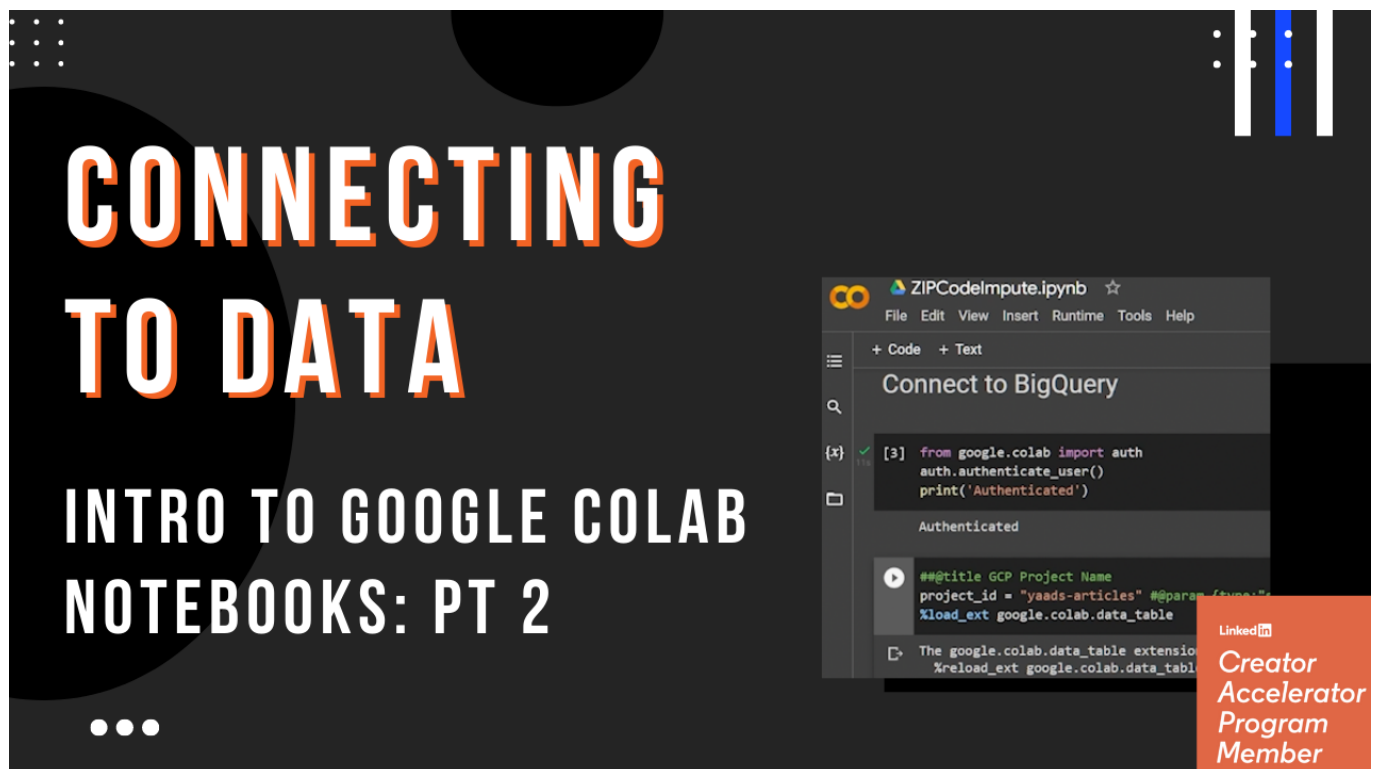 CONNECTING
TO DATA
INTRO TO GOOGLE COLAB
NOTEBOOKS: PT 2
ZIPCodeImpute.ipynb
File Edit View Insert Runtime Tools Help
+ Code + Text
Connect to BigQuery
{x}
11s
[3] from google.colab import auth
auth.authenticate_user()
print('Authenticated')
Authenticated
##@title GCP Project Name
project_id = "yaads-articles" #@param {type:"
%load_ext google.colab.data_table
The google.colab.data_table extension
%reload_ext google.colab.data_tabl
LinkedIn
Creator
Accelerator
Program
Member